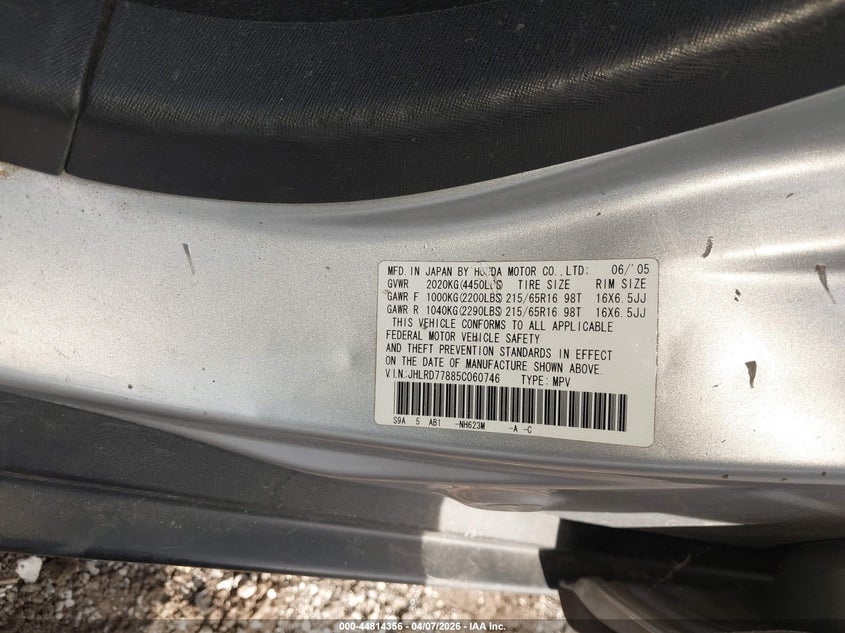 MFD. IN JAPAN BY HONDA MOTOR CO., LTD: 06/'05
GVWR 2020KG(4450LBS) TIRE SIZE RIM SIZE
GAWR F 1000KG(2200LBS) 215/65R16 98T 16X6.5JJ
GAWR R 1040KG(2290LBS) 215/65R16 98T 16X6.5JJ
THIS VEHICLE CONFORMS TO ALL APPLICABLE
FEDERAL MOTOR VEHICLE SAFETY
AND THEFT PREVENTION STANDARDS IN EFFECT
ON THE DATE OF MANUFACTURE SHOWN ABOVE.
V.I.N.:JHLRD77885C060746 TYPE: MPV
S9A 5 AB1 -NH623M -A -C
000-44814356 - 04/07/2026 - IAA, Inc.